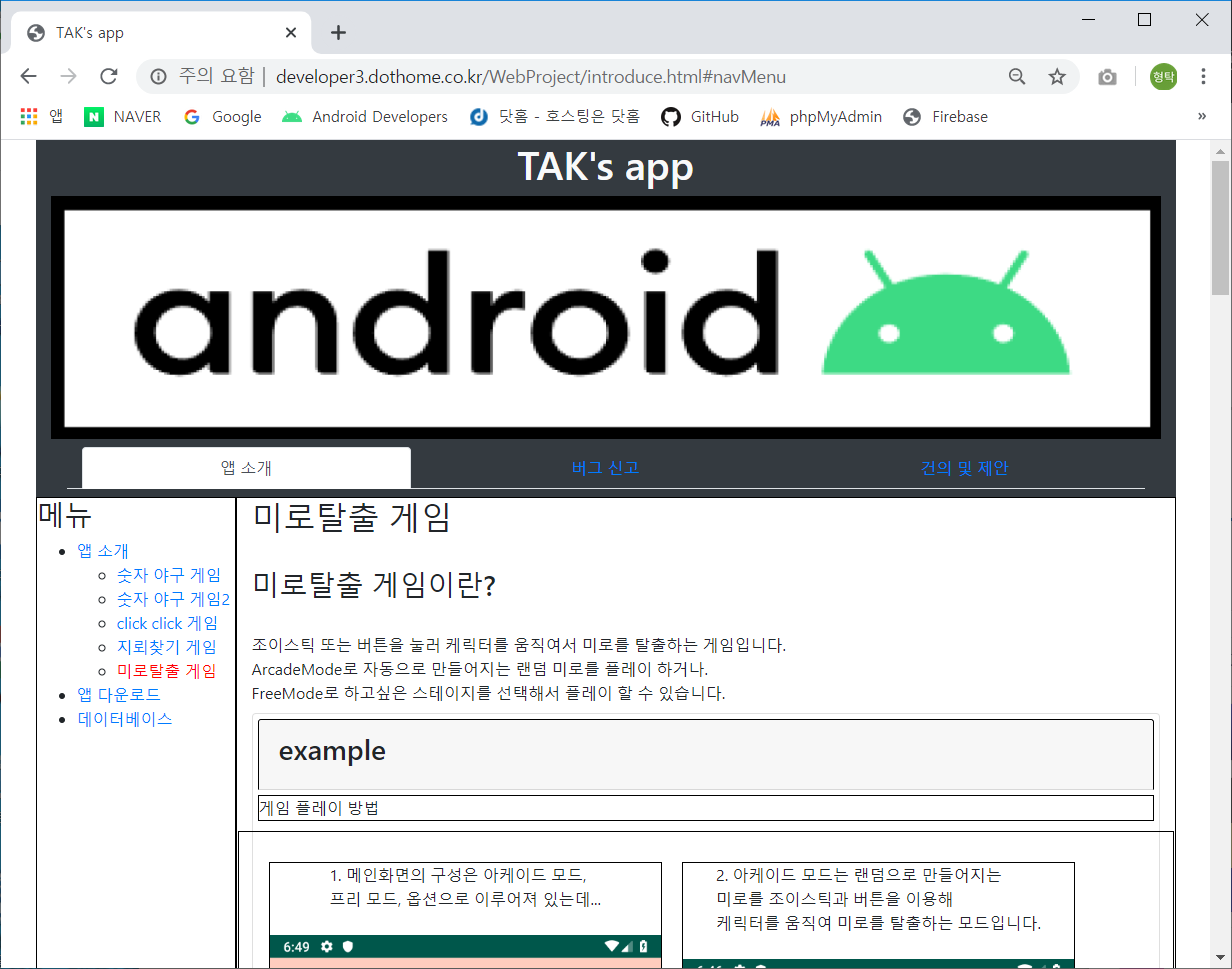 TAK's app
주의 요함 | developer3.dothome.co.kr/WebProject/introduce.html#navMenu
형탁
앱 NAVER Google Android Developers 닷홈 - 호스팅은 닷홈 GitHub PMA phpMyAdmin Firebase »
TAK's app
android
앱 소개 버그 신고 건의 및 제안
메뉴
앱 소개
숫자 야구 게임
숫자 야구 게임2
click click 게임
지뢰찾기 게임
미로탈출 게임
앱 다운로드
데이터베이스
미로탈출 게임
미로탈출 게임이란?
조이스틱 또는 버튼을 눌러 케릭터를 움직여서 미로를 탈출하는 게임입니다.
ArcadeMode로 자동으로 만들어지는 랜덤 미로를 플레이 하거나.
FreeMode로 하고싶은 스테이지를 선택해서 플레이 할 수 있습니다.
example
게임 플레이 방법
1. 메인화면의 구성은 아케이드 모드,
프리 모드, 옵션으로 이루어져 있는데...
6:49
2. 아케이드 모드는 랜덤으로 만들어지는
미로를 조이스틱과 버튼을 이용해
케릭터를 움직여 미로를 탈출하는 모드입니다.